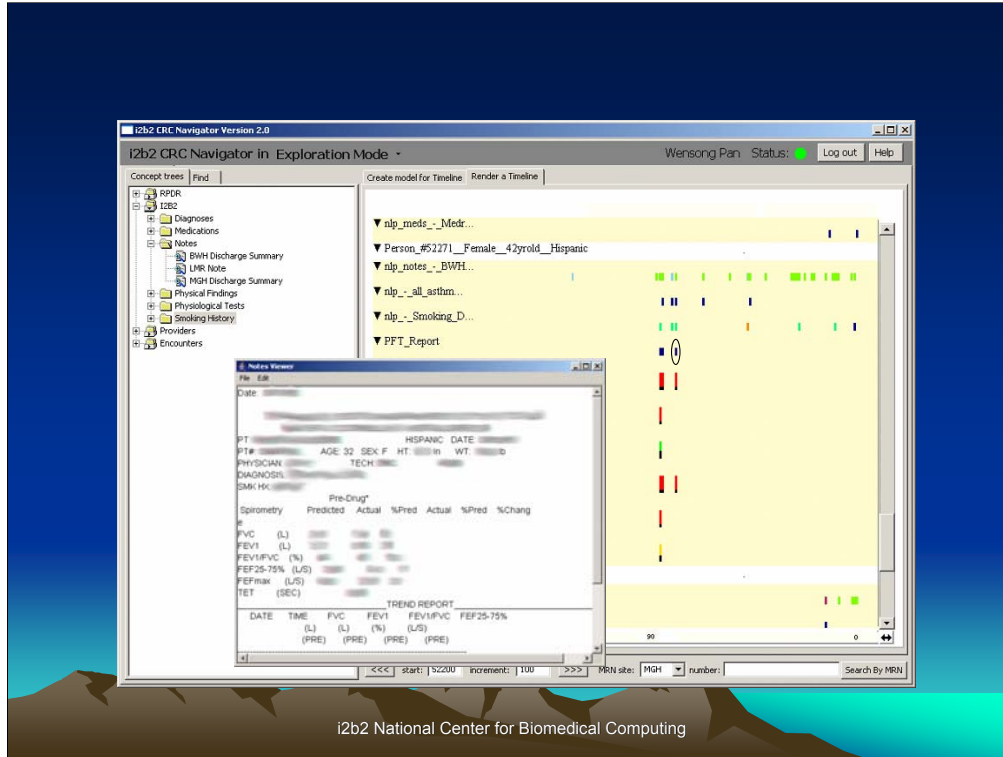 i2b2 CRC Navigator Version 2.0
i2b2 CRC Navigator in Exploration Mode -
Wensong Pan Status: Log out Help
Concept trees Find
RPDR
I2B2
Diagnoses
Medications
Notes
BWH Discharge Summary
LMR Note
MGH Discharge Summary
Physical Findings
Physiological Tests
Smoking History
Providers
Encounters
Create model for Timeline Render a Timeline
▼ nlp_meds_-_Medr...
▼ Person_#52271__Female__42yrold__Hispanic
▼ nlp_notes_-_BWH...
▼ nlp_-_all_asthm...
▼ nlp_-_Smoking_D...
▼ PFT_Report
90 0
Notes Viewer
File Edit
Date:
PT HISPANIC DATE:
PT#: AGE: 32 SEX: F HT: in WT: b
PHYSICIAN: TECH:
DIAGNOSIS:
SMK HX:
Pre-Drug*
Spirometry Predicted Actual %Pred Actual %Pred %Chang
e
FVC (L)
FEV1 (L)
FEV1/FVC (%)
FEF25-75% (L/S)
FEFmax (L/S)
TET (SEC)
TREND REPORT
DATE TIME FVC FEV1 FEV1/FVC FEF25-75%
(L) (L) (%) (L/S)
(PRE) (PRE) (PRE) (PRE)
<<< start: 52200 increment: 100 >>> MRN site: MGH number: Search By MRN
i2b2 National Center for Biomedical Computing